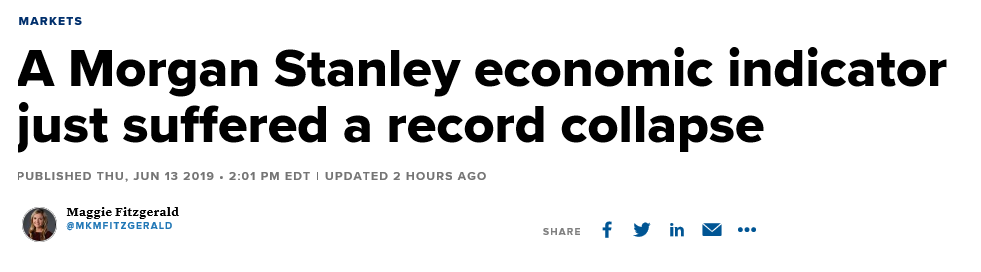 MARKETS
A Morgan Stanley economic indicator
just suffered a record collapse
PUBLISHED THU, JUN 13 2019 • 2:01 PM EDT | UPDATED 2 HOURS AGO
Maggie Fitzgerald
@MKMFITZGERALD
SHARE